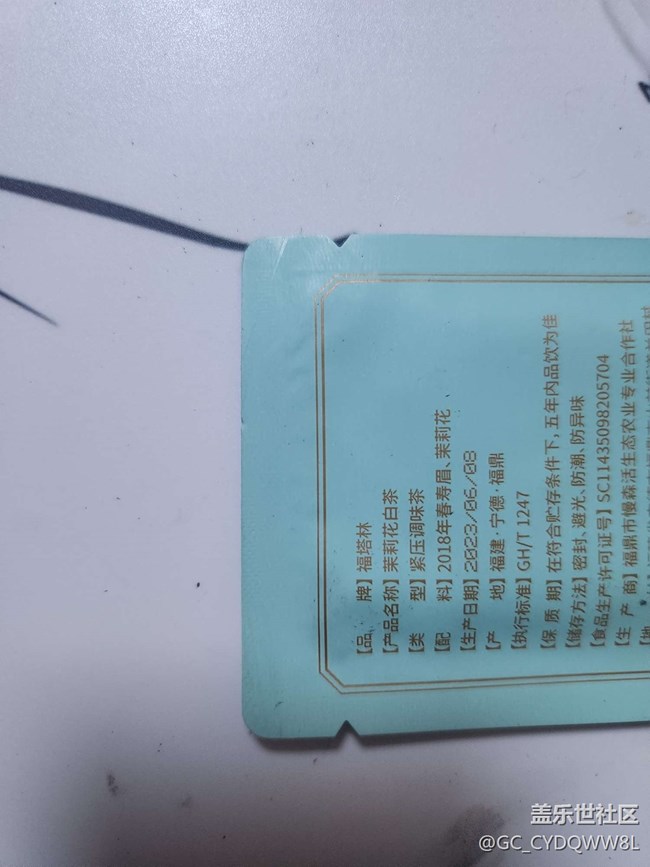 【品 牌】福塔林
【产品名称】茉莉花白茶
【类 型】紧压调味茶
【配 料】2018年春寿眉、茉莉花
【生产日期】2023/06/08
【产 地】福建·宁德·福鼎
【执行标准】GH/T 1247
【保 质 期】在符合贮存条件下,五年内品饮为佳
【储存方法】密封、避光、防潮、防异味
【食品生产许可证号】SC11435098205704
【生 产 商】福鼎市慢森活生态农业专业合作社
盖乐世社区
@GC_CYDQWW8L